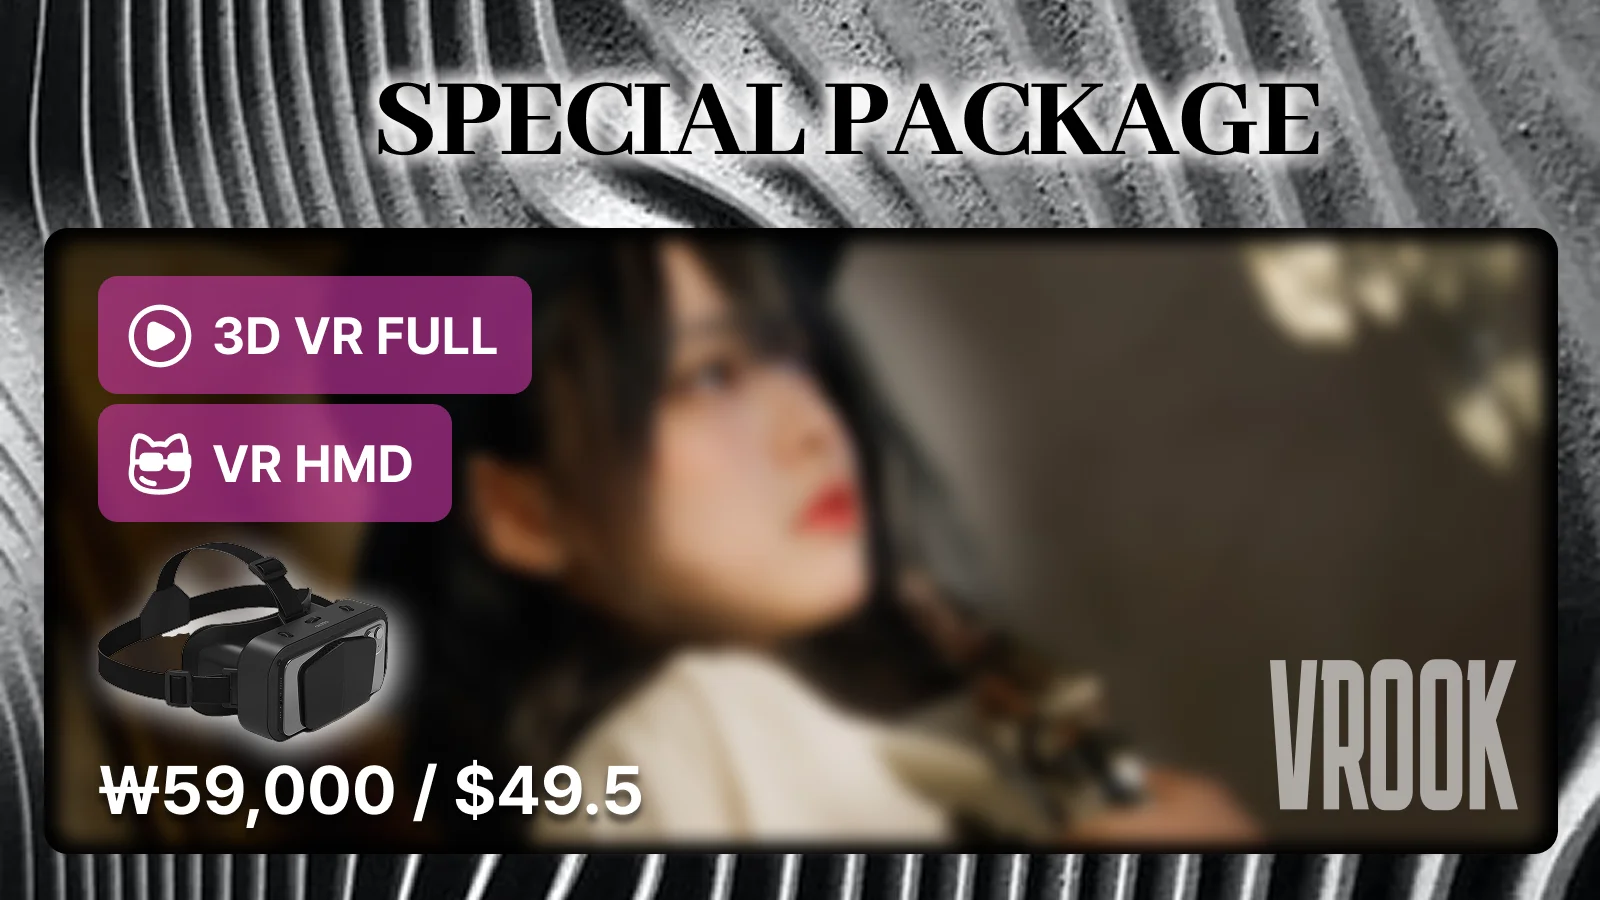 SPECIAL PACKAGE
3D VR FULL
VR HMD
₩59,000 / $49.5
VROOK